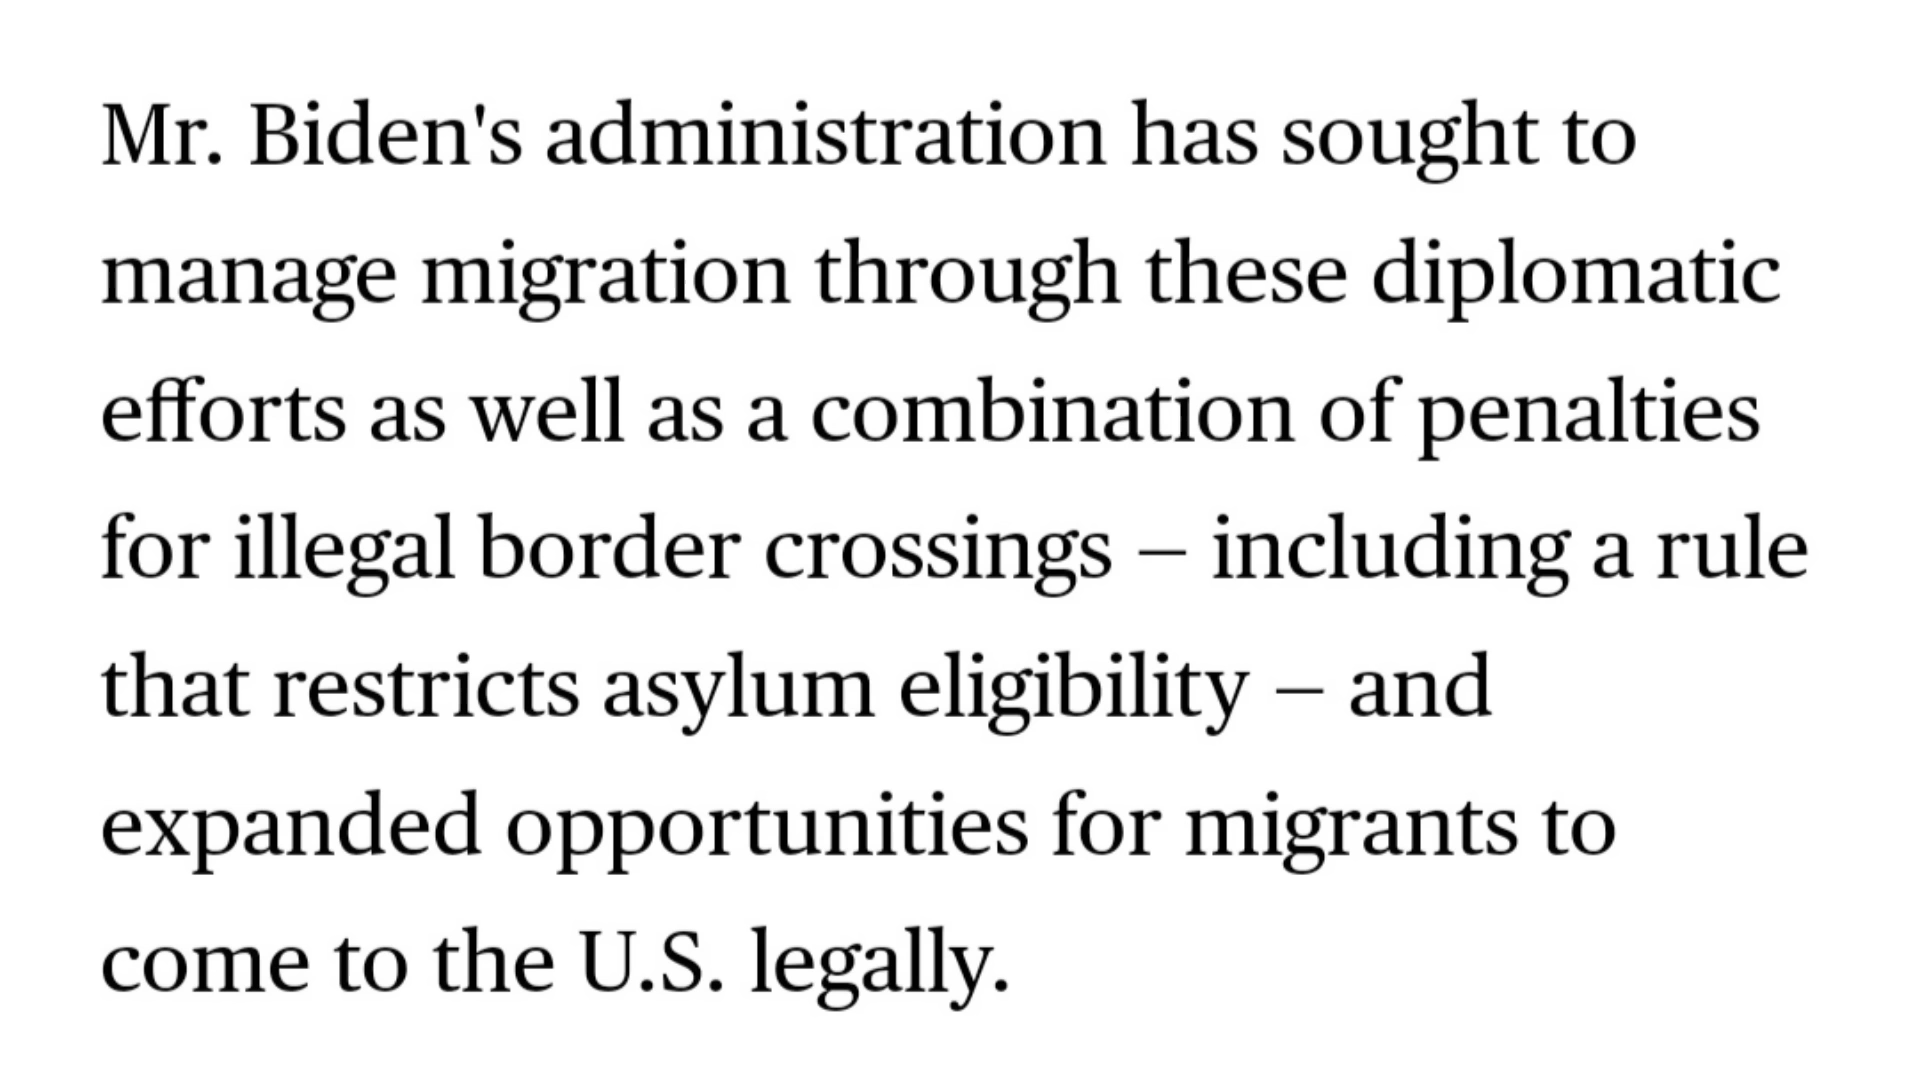 Mr. Biden's administration has sought to
manage migration through these diplomatic
efforts as well as a combination of penalties
for illegal border crossings – including a rule
that restricts asylum eligibility – and
expanded opportunities for migrants to
come to the U.S. legally.